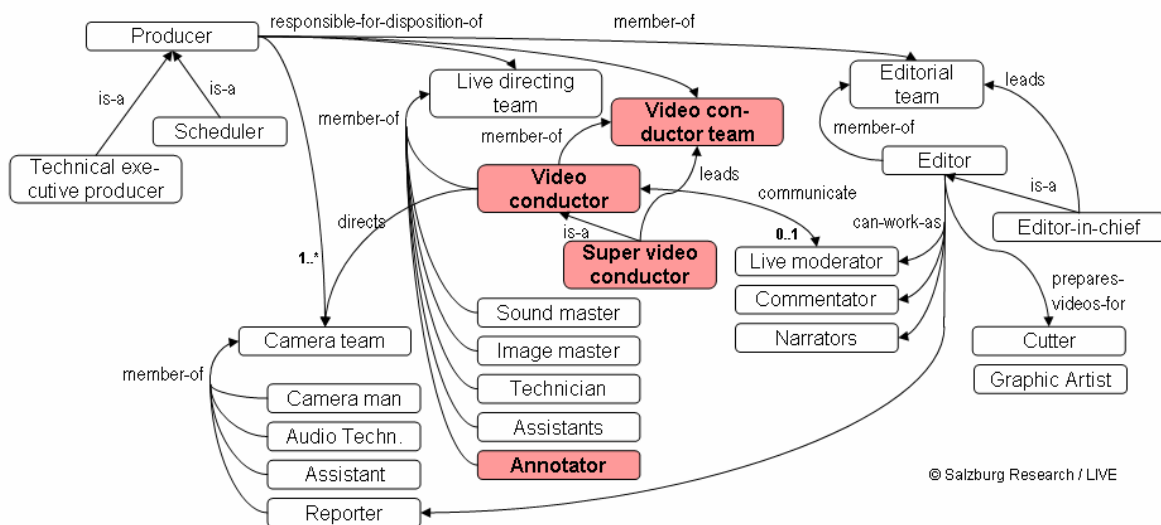 responsible-for-disposition-of
member-of
Producer
is-a
is-a
Scheduler
Technical exe-
cutive producer
Live directing
team
member-of
Video con-
ductor team
member-of
Editorial
team
leads
member-of
Editor
Video
conductor
leads
communicate
is-a
is-a
Editor-in-chief
directs
can-work-as
Super video
conductor
0..1
Live moderator
1..*
Commentator
prepares-
videos-for
Narrators
Sound master
Camera team
Image master
Cutter
member-of
Technician
Graphic Artist
Camera man
Assistants
Audio Techn.
Annotator
Assistant
Reporter
© Salzburg Research / LIVE